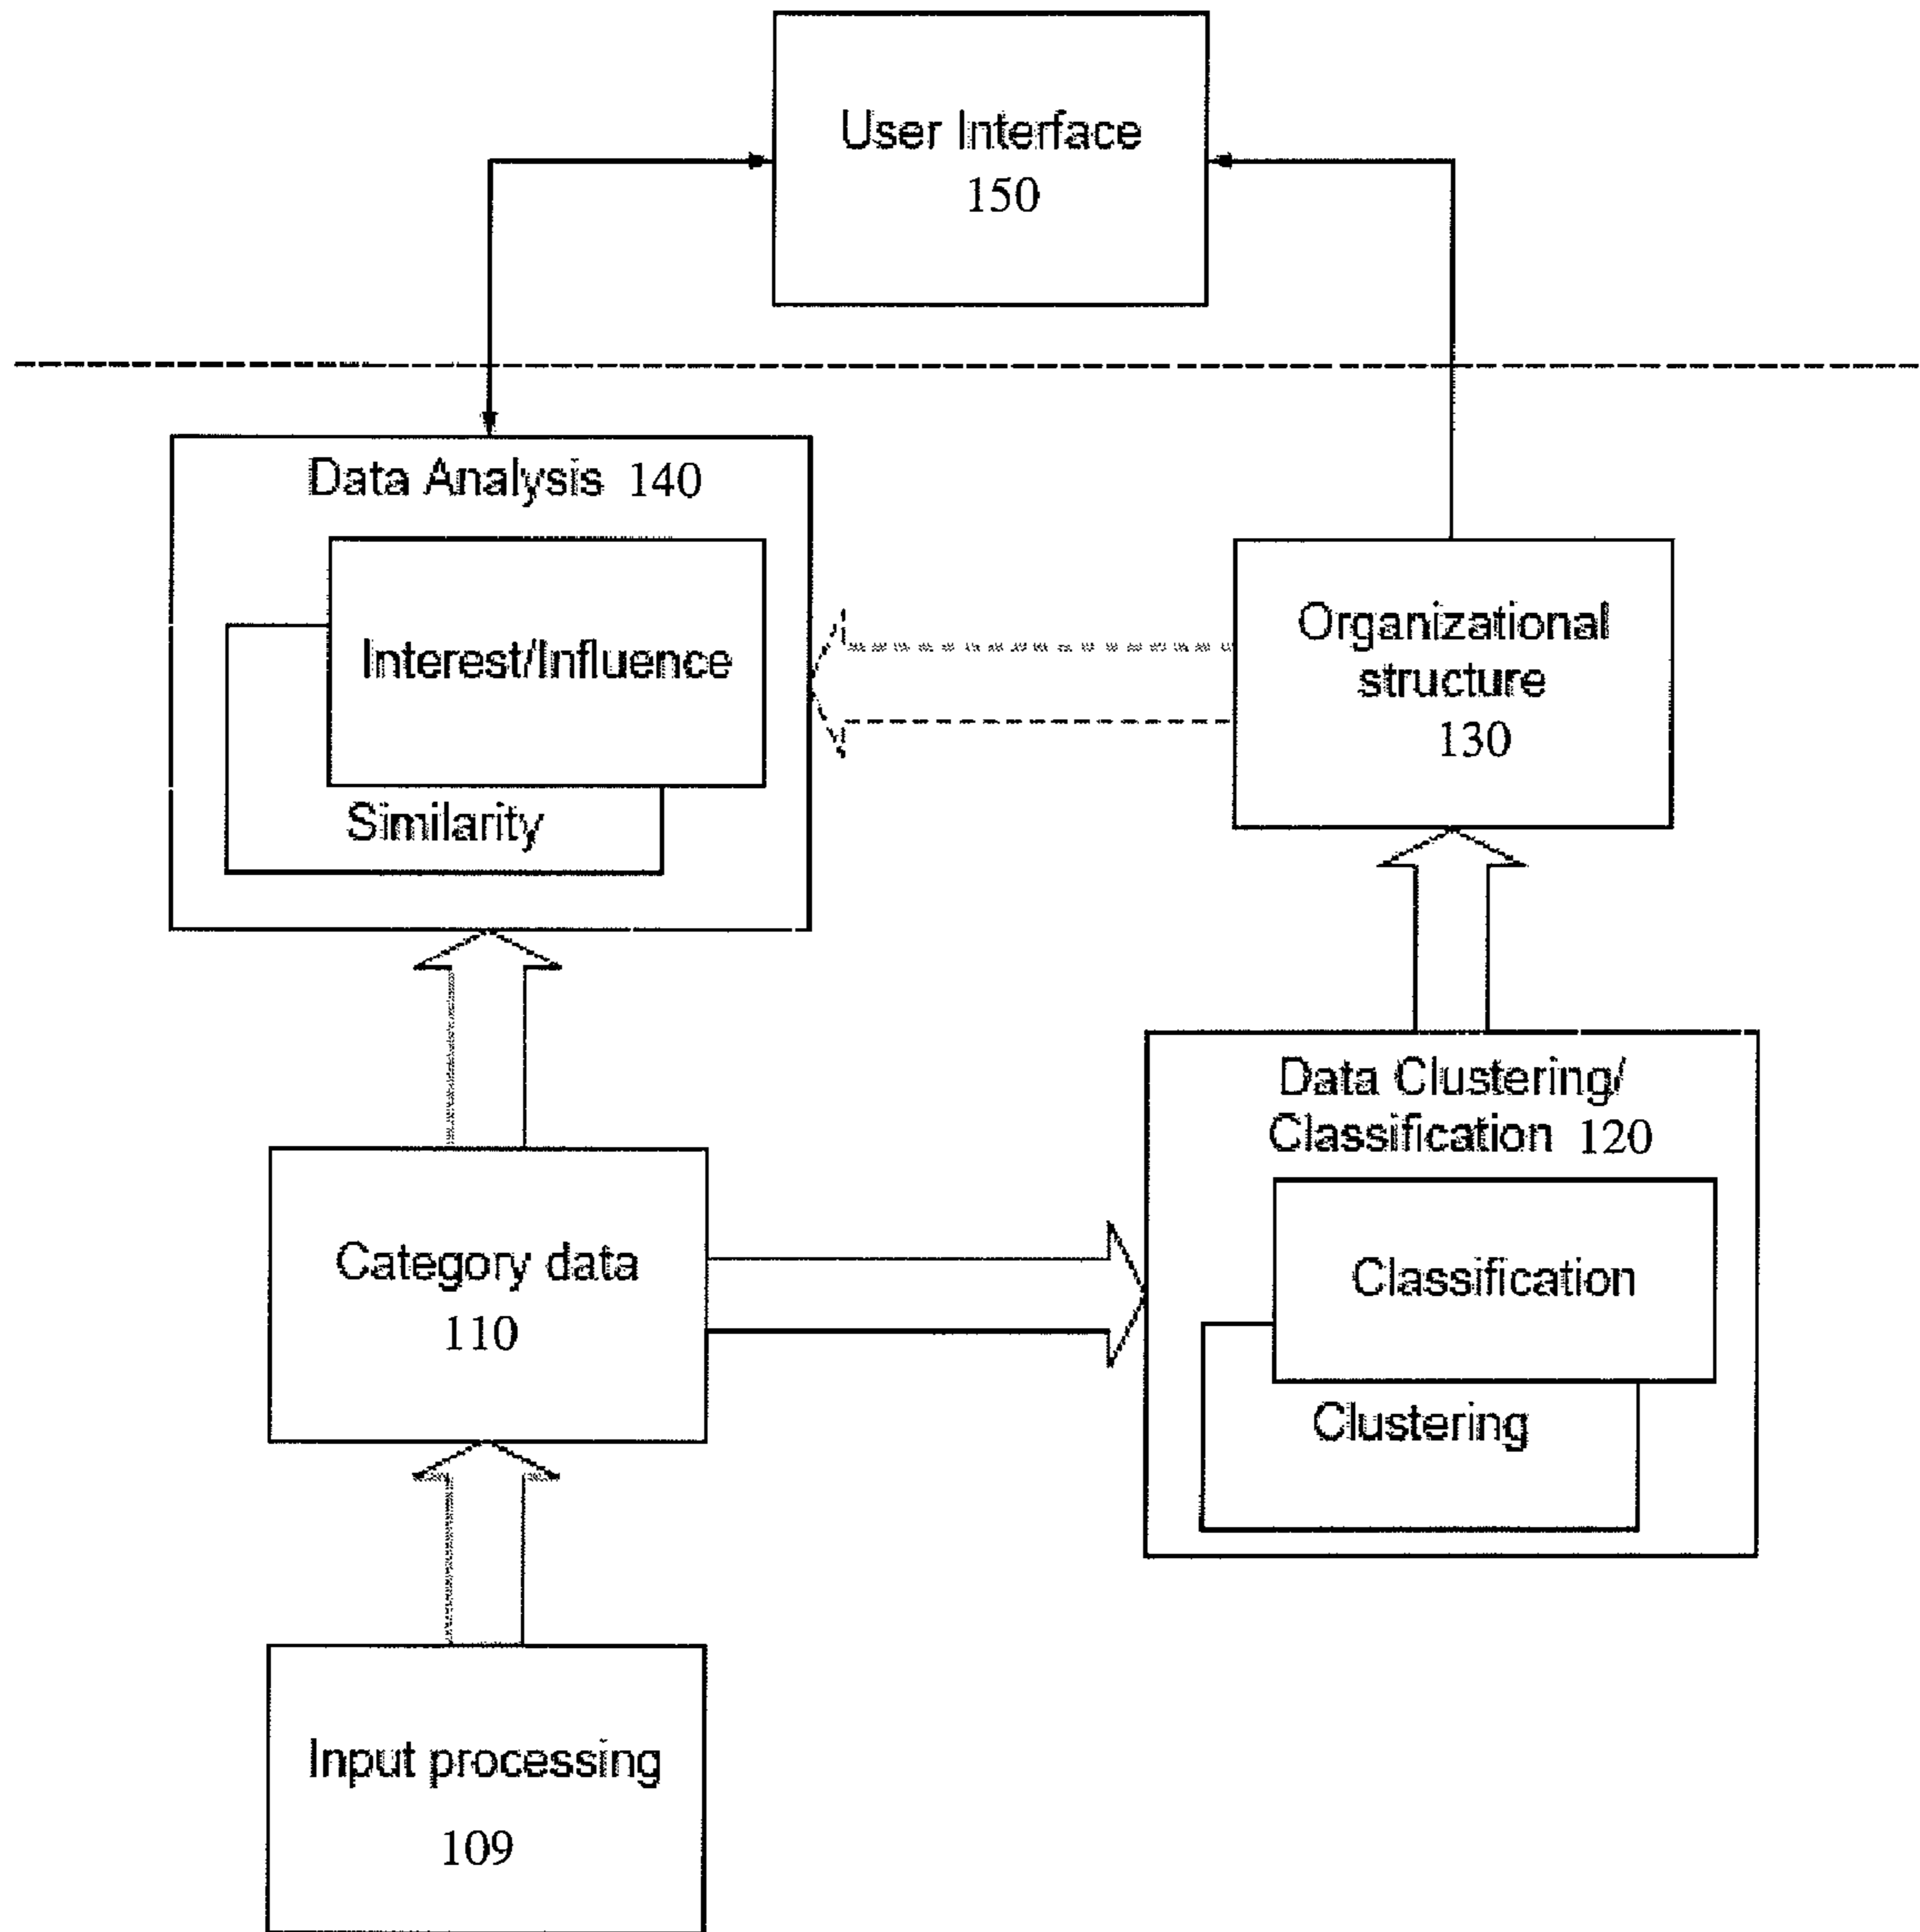 User Interface
150
Data Analysis 140
Interest/Influence
Similarity
Organizational
structure
130
Data Clustering/
Classification 120
Classification
Clustering
Category data
110
Input processing
109